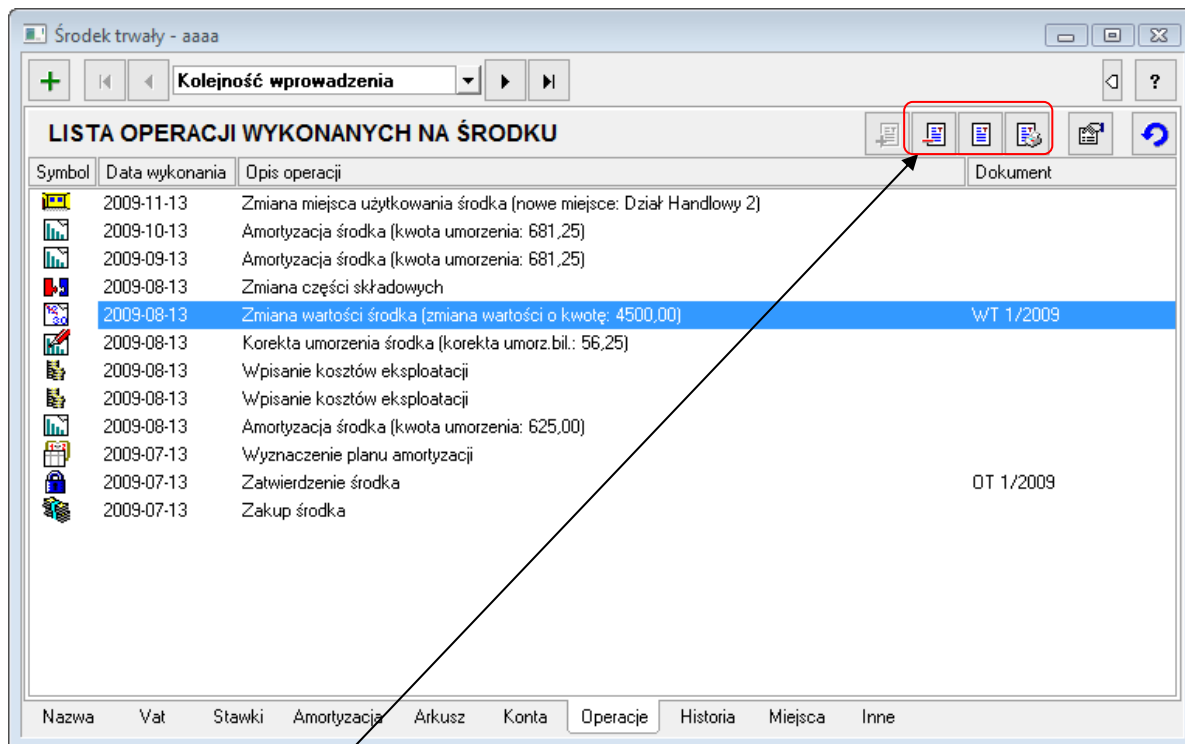 Środek trwały - aaaa
Kolejność wprowadzenia ?
LISTA OPERACJI WYKONANYCH NA ŚRODKU
Symbol Data wykonania Opis operacji Dokument
2009-11-13 Zmiana miejsca użytkowania środka (nowe miejsce: Dział Handlowy 2)
2009-10-13 Amortyzacja środka (kwota umorzenia: 681,25)
2009-09-13 Amortyzacja środka (kwota umorzenia: 681,25)
2009-08-13 Zmiana części składowych
2009-08-13 Zmiana wartości środka (zmiana wartości o kwotę: 4500,00) WT 1/2009
2009-08-13 Korekta umorzenia środka (korekta umorz.bil.: 56,25)
2009-08-13 Wpisanie kosztów eksploatacji
2009-08-13 Wpisanie kosztów eksploatacji
2009-08-13 Amortyzacja środka (kwota umorzenia: 625,00)
2009-07-13 Wyznaczenie planu amortyzacji
2009-07-13 Zatwierdzenie środka OT 1/2009
2009-07-13 Zakup środka
Nazwa Vat Stawki Amortyzacja Arkusz Konta Operacje Historia Miejsca Inne